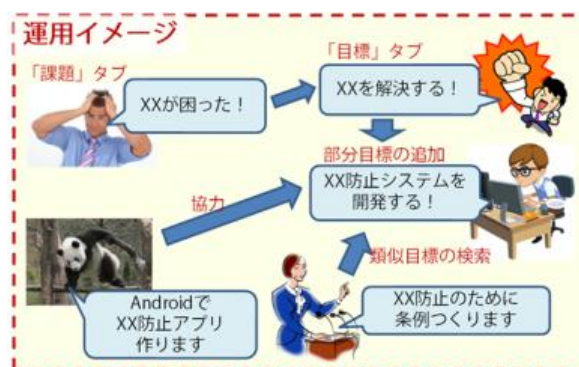 運用イメージ
「課題」タブ
「目標」タブ
XXが困った！
XXを解決する！
部分目標の追加
XX防止システムを
開発する！
協力
類似目標の検索
Androidで
XX防止アプリ
作ります
XX防止のために
条例つくります